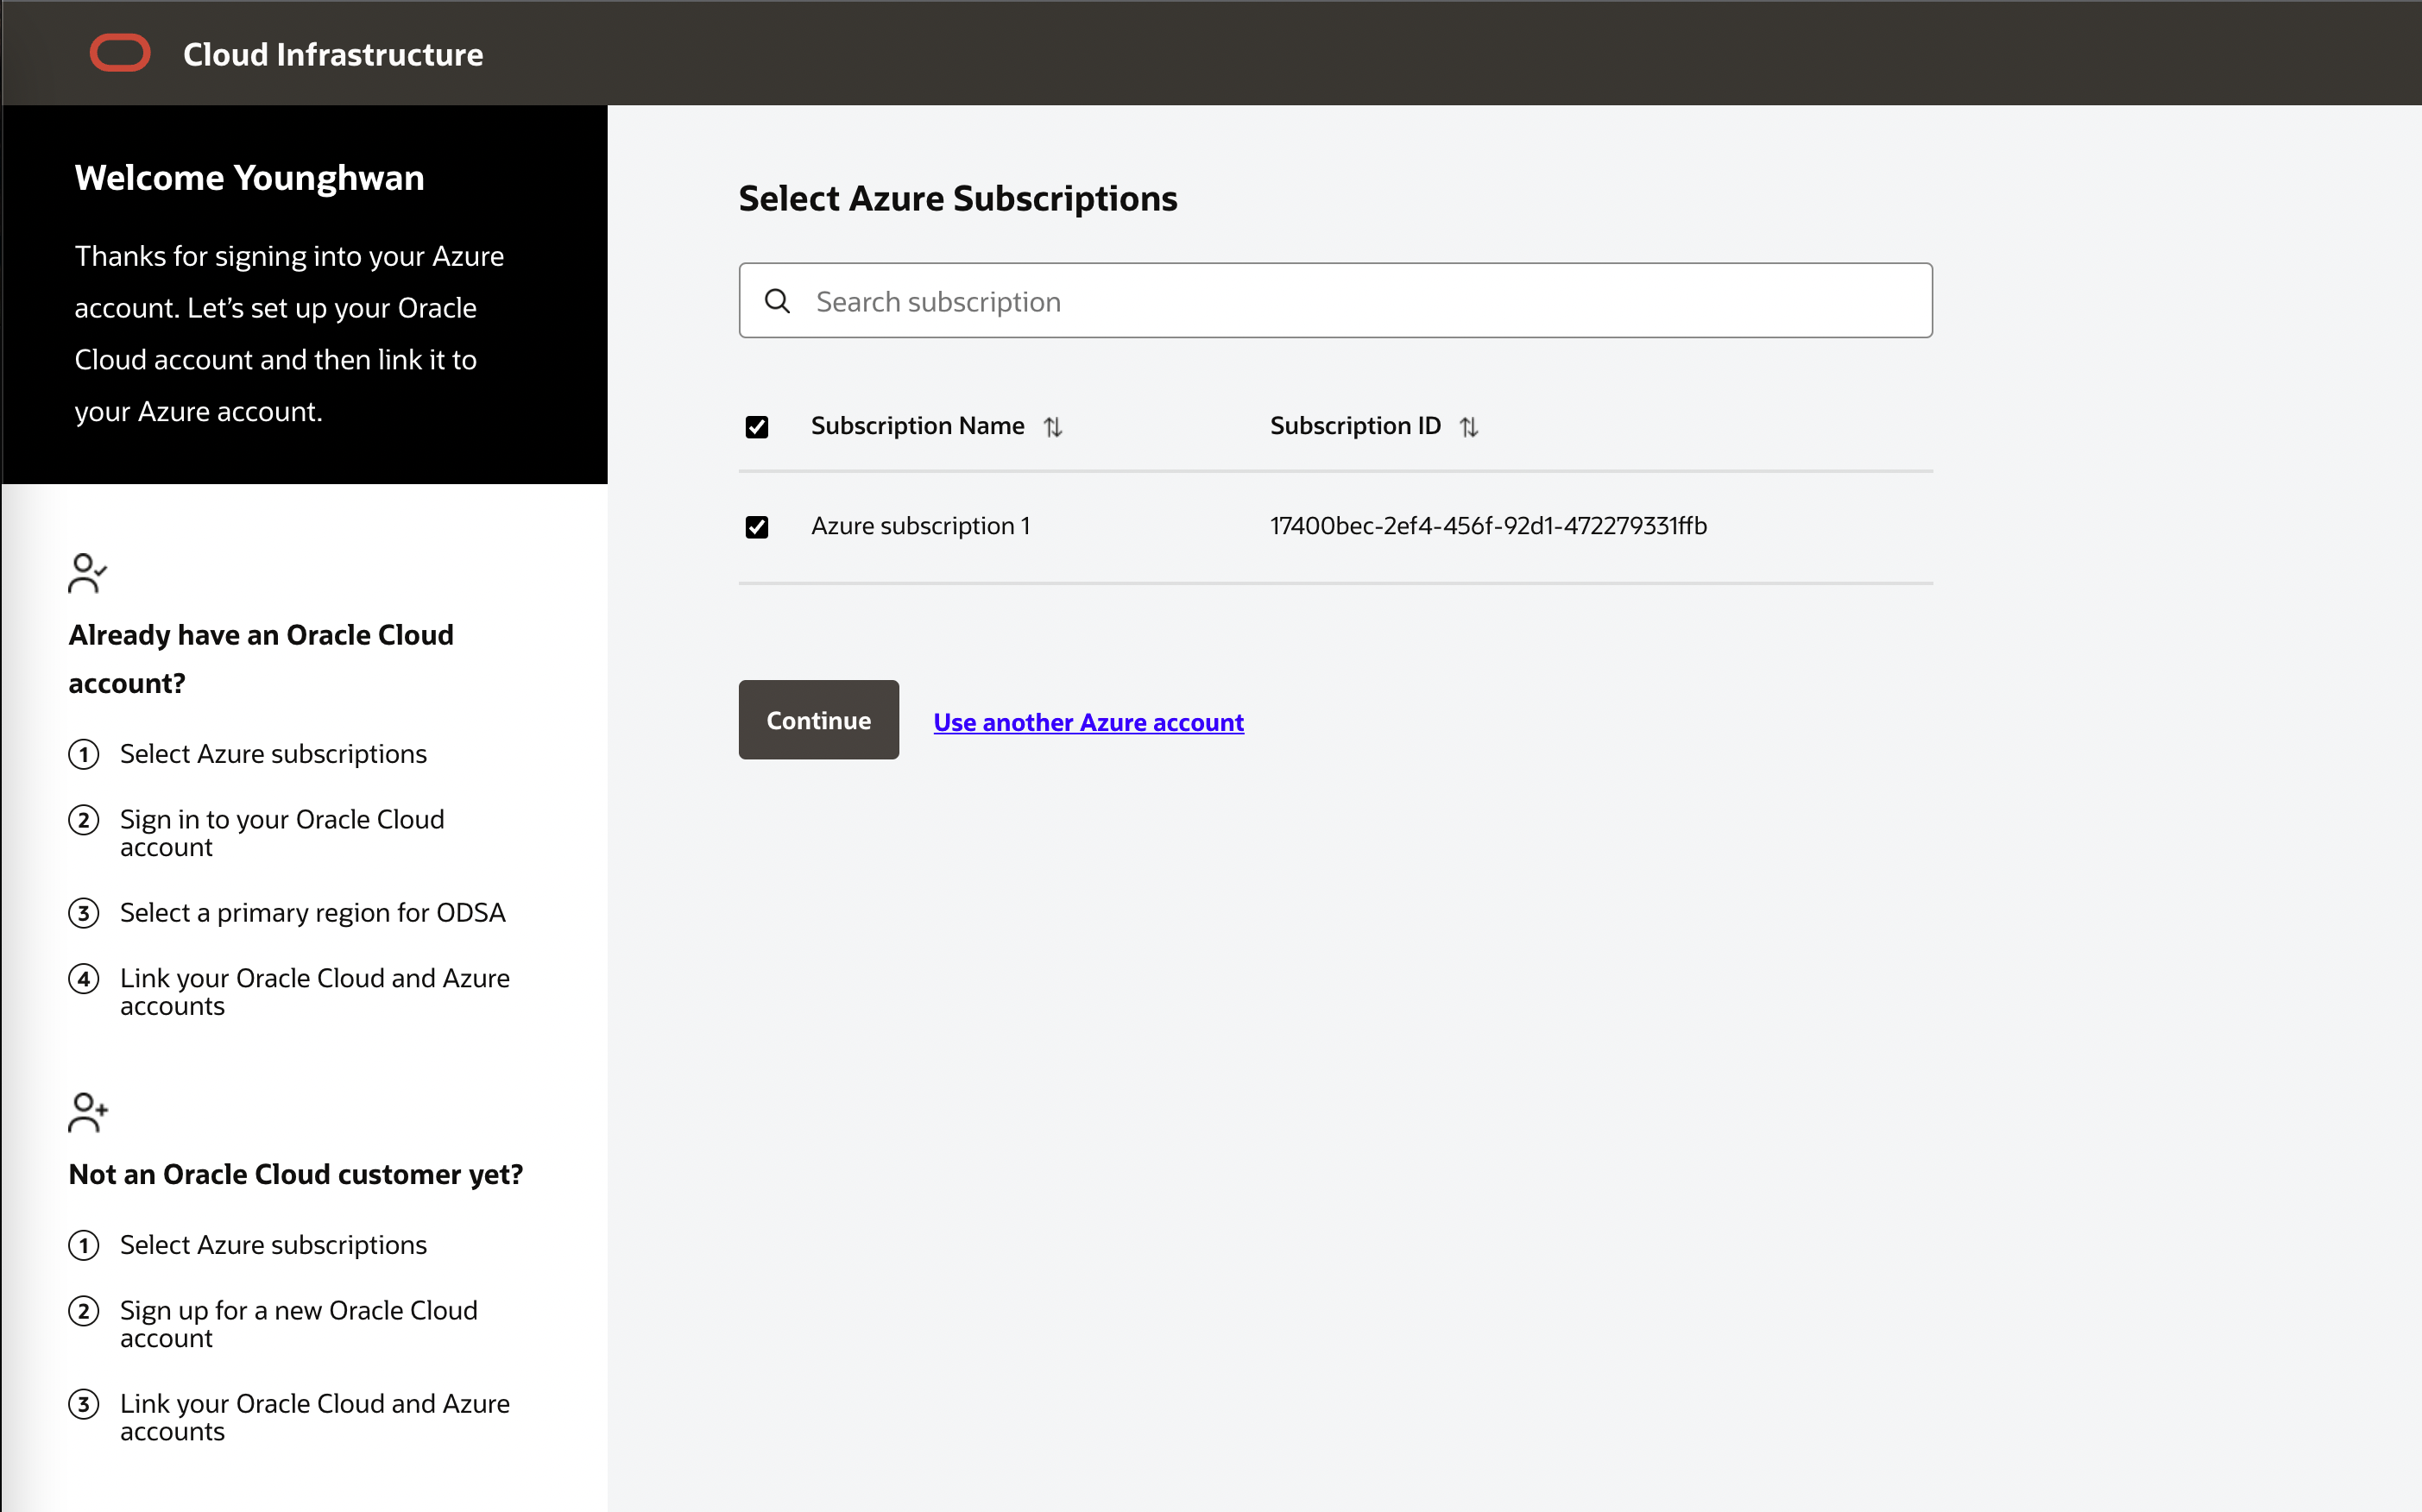 Cloud Infrastructure
Welcome Younghwan
Thanks for signing into your Azure
account. Let’s set up your Oracle
Cloud account and then link it to
your Azure account.
Already have an Oracle Cloud
account?
1 Select Azure subscriptions
2 Sign in to your Oracle Cloud
account
3 Select a primary region for ODSA
4 Link your Oracle Cloud and Azure
accounts
Not an Oracle Cloud customer yet?
1 Select Azure subscriptions
2 Sign up for a new Oracle Cloud
account
3 Link your Oracle Cloud and Azure
accounts
Select Azure Subscriptions
Search subscription
Subscription Name Subscription ID
Azure subscription 1 17400bec-2ef4-456f-92d1-472279331ffb
Continue Use another Azure account